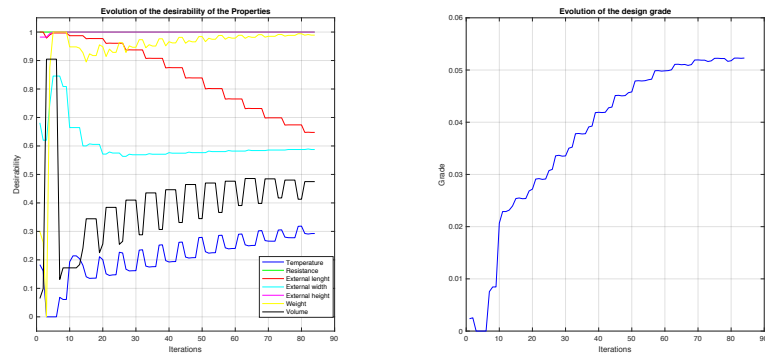 Evolution of the desirability of the Properties
1
0.9
0.8
0.7
0.6
0.5
0.4
0.3
0.2
0.1
0
Desirability
0 10 20 30 40 50 60 70 80 90
Iterations
Temperature
Resistance
External lenght
External width
External height
Weight
Volume
Evolution of the design grade
0.06
0.05
0.04
0.03
0.02
0.01
0
Grade
0 10 20 30 40 50 60 70 80 90
Iterations